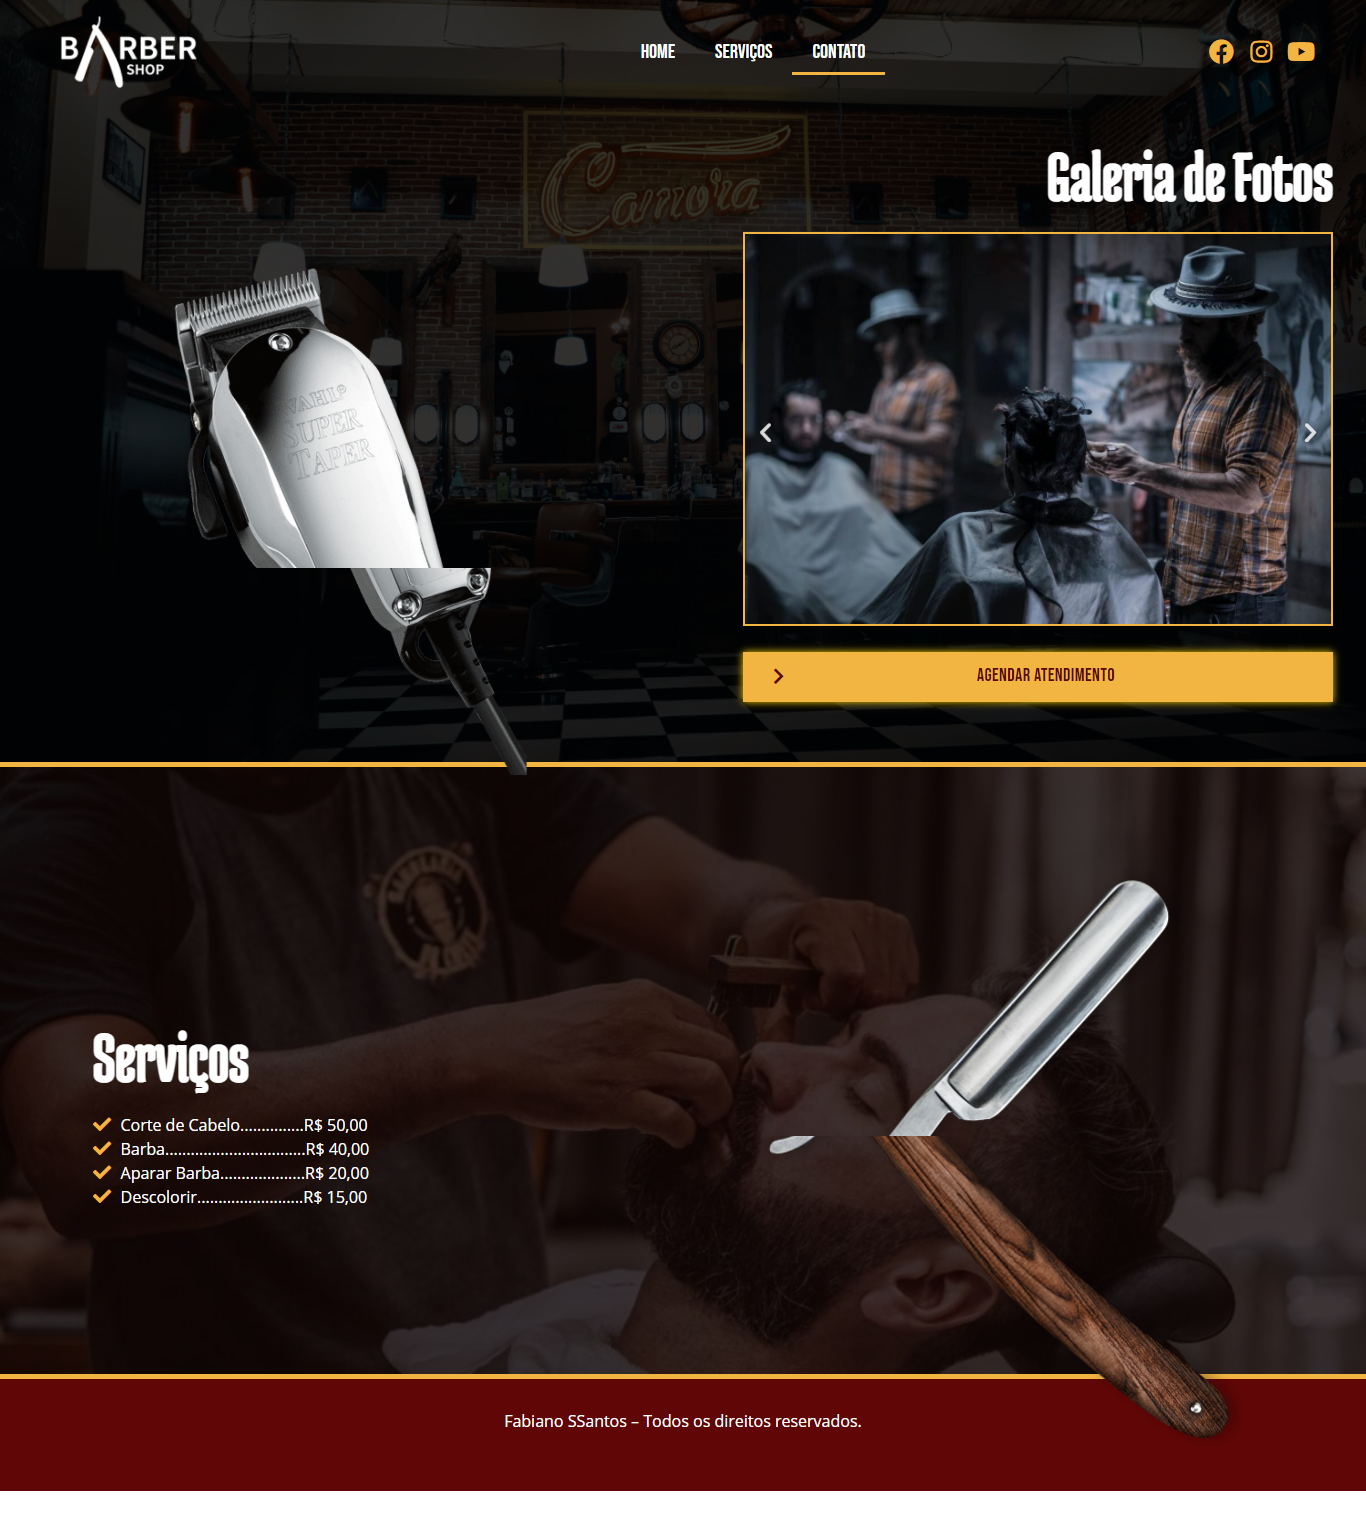 BARBER
SHOP
HOME
SERVIÇOS
CONTATO
Camorra
Galeria de Fotos
WAHL®
SUPER
TAPER
AGENDAR ATENDIMENTO
Serviços
Corte de Cabelo...............R$ 50,00
Barba.................................R$ 40,00
Aparar Barba....................R$ 20,00
Descolorir.........................R$ 15,00
Fabiano SSantos – Todos os direitos reservados.